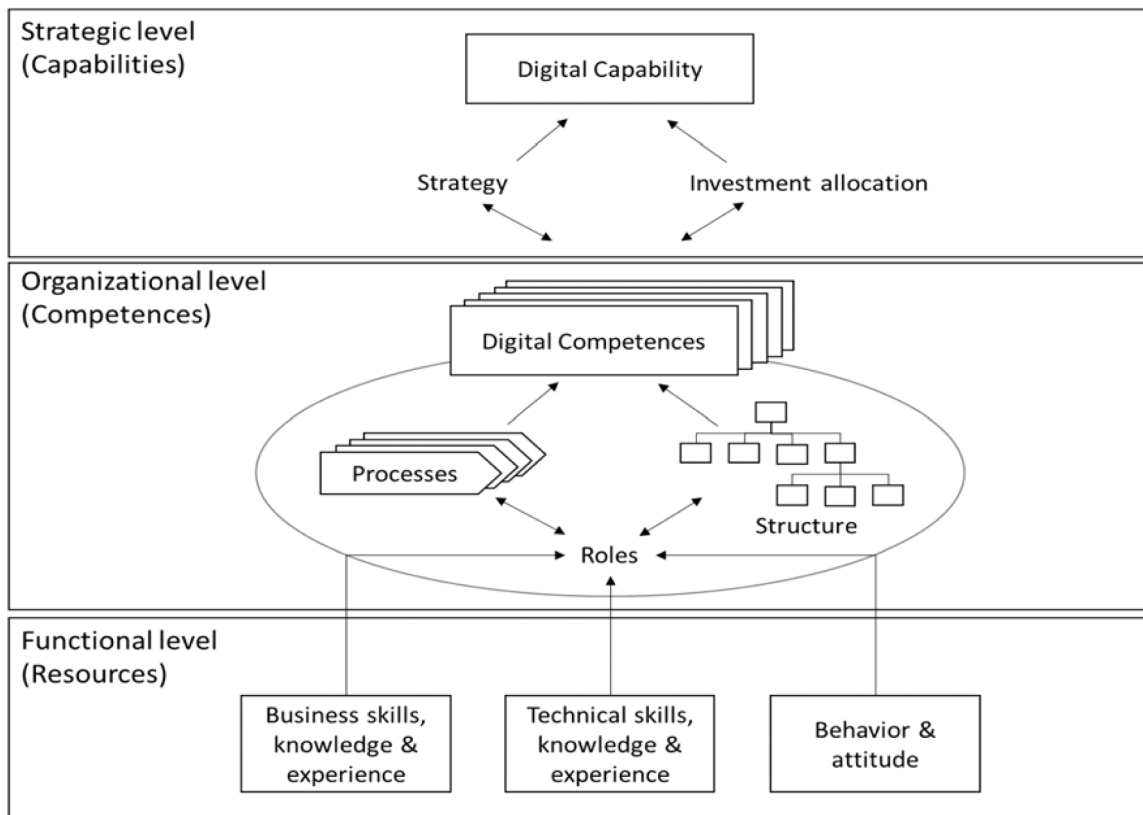 Strategic level
(Capabilities)
Digital Capability
Strategy
Investment allocation
Organizational level
(Competences)
Digital Competences
Processes
Structure
Roles
Functional level
(Resources)
Business skills,
knowledge &
experience
Technical skills,
knowledge &
experience
Behavior &
attitude